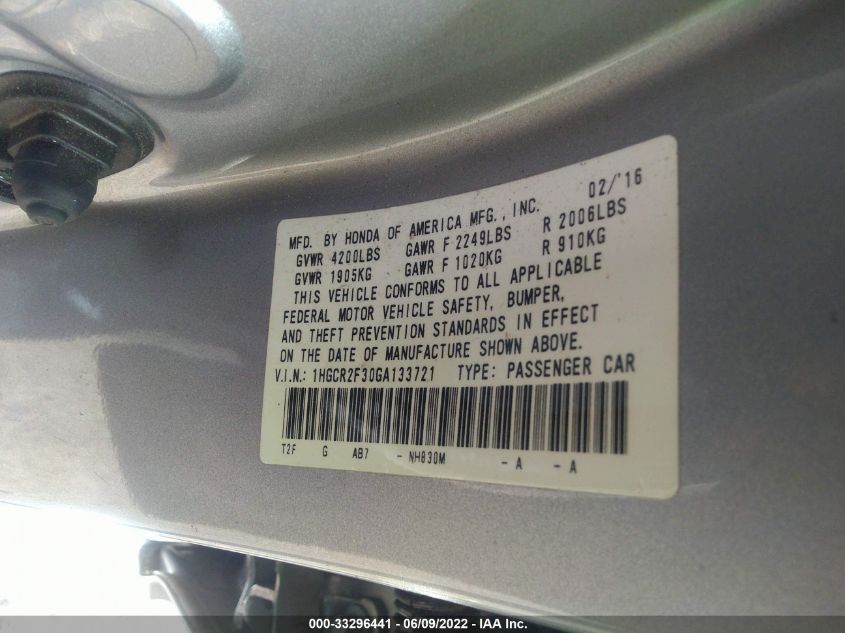 02/'16
MFD. BY HONDA OF AMERICA MFG., INC.
GVWR 4200LBS GAWR F 2249LBS R 2006LBS
GVWR 1905KG GAWR F 1020KG R 910KG
THIS VEHICLE CONFORMS TO ALL APPLICABLE
FEDERAL MOTOR VEHICLE SAFETY, BUMPER,
AND THEFT PREVENTION STANDARDS IN EFFECT
ON THE DATE OF MANUFACTURE SHOWN ABOVE.
V.I.N.: 1HGCR2F30GA133721 TYPE: PASSENGER CAR
T2F G AB7 - NH830M - A - A
000-33296441 - 06/09/2022 - IAA, Inc.